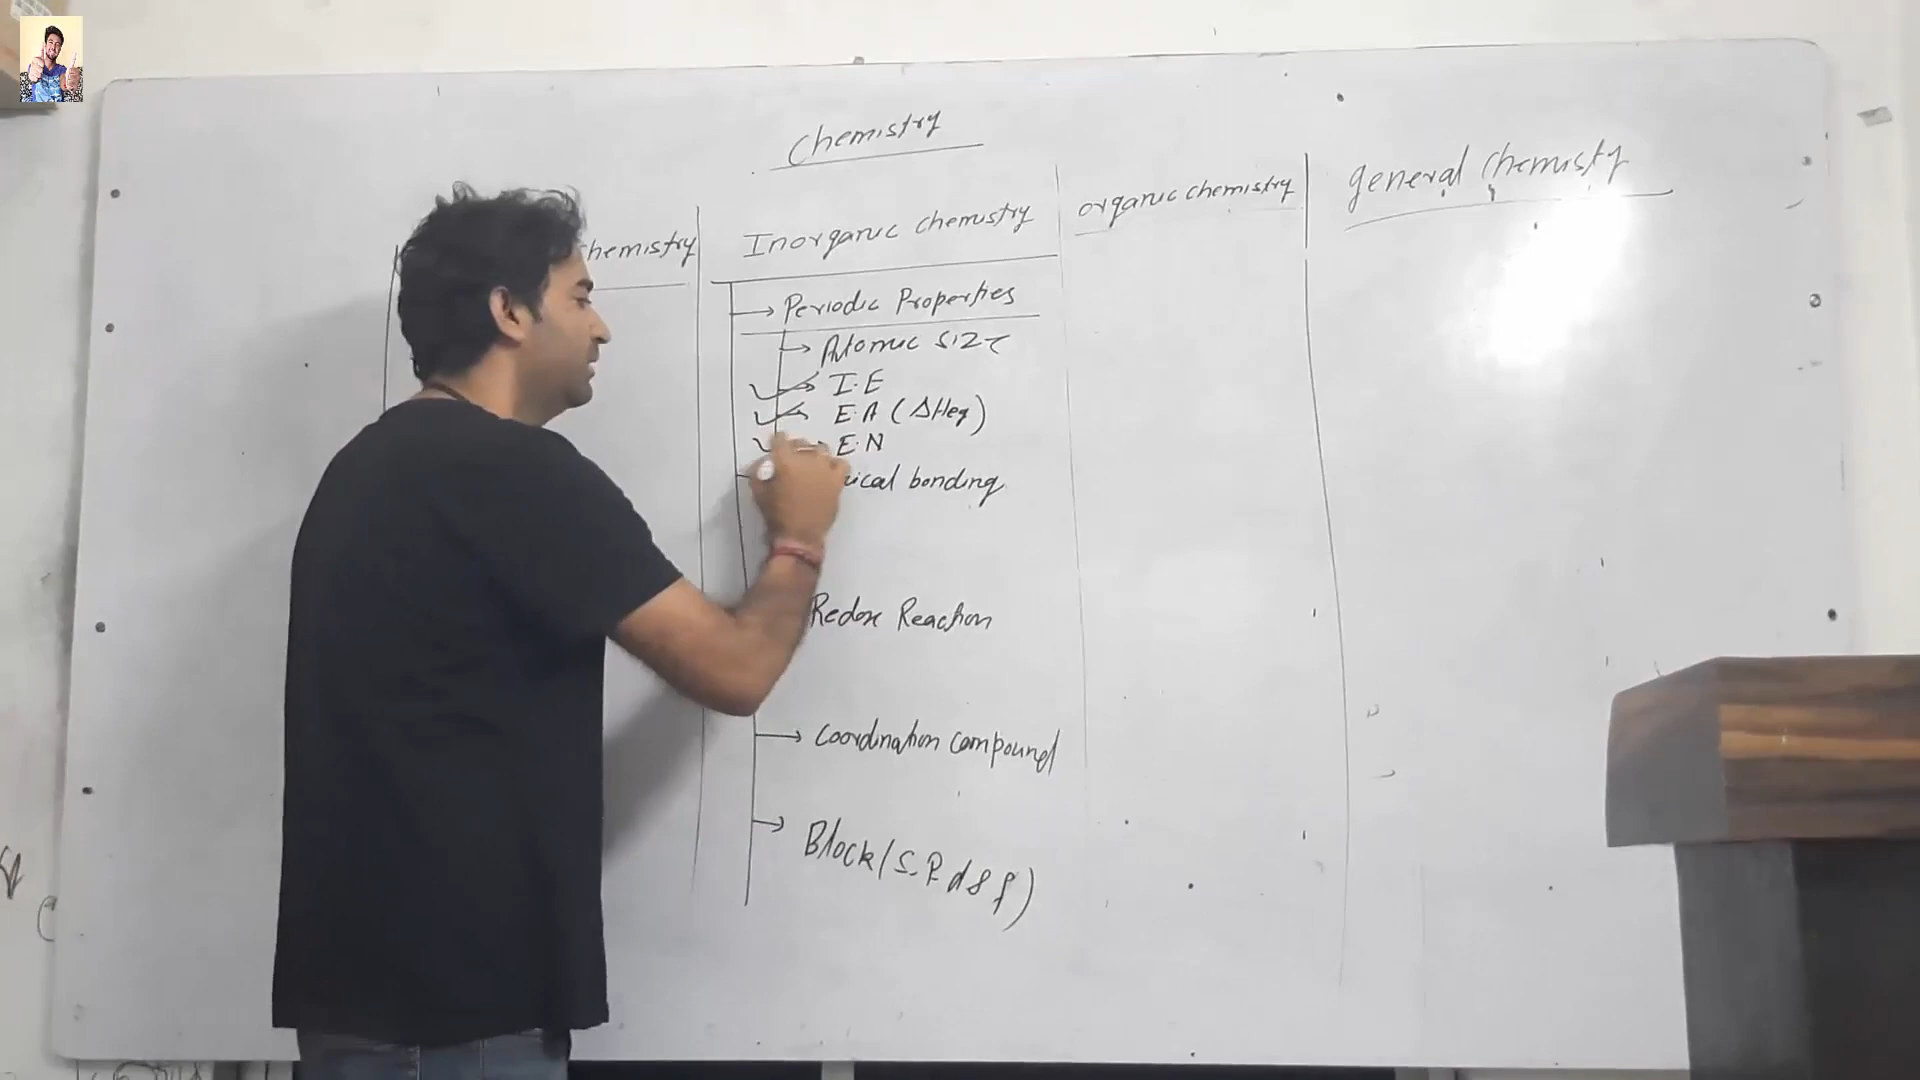 Chemistry
chemistry
Inorganic chemistry
organic chemistry
general chemisty
→ Periodic Properties
→ Atomic size
→ I.E
→ E.A (ΔHeg)
→ E.N
ical bonding
Redox Reaction
→ Coordination Compound
→ Block (S.P. d & f)